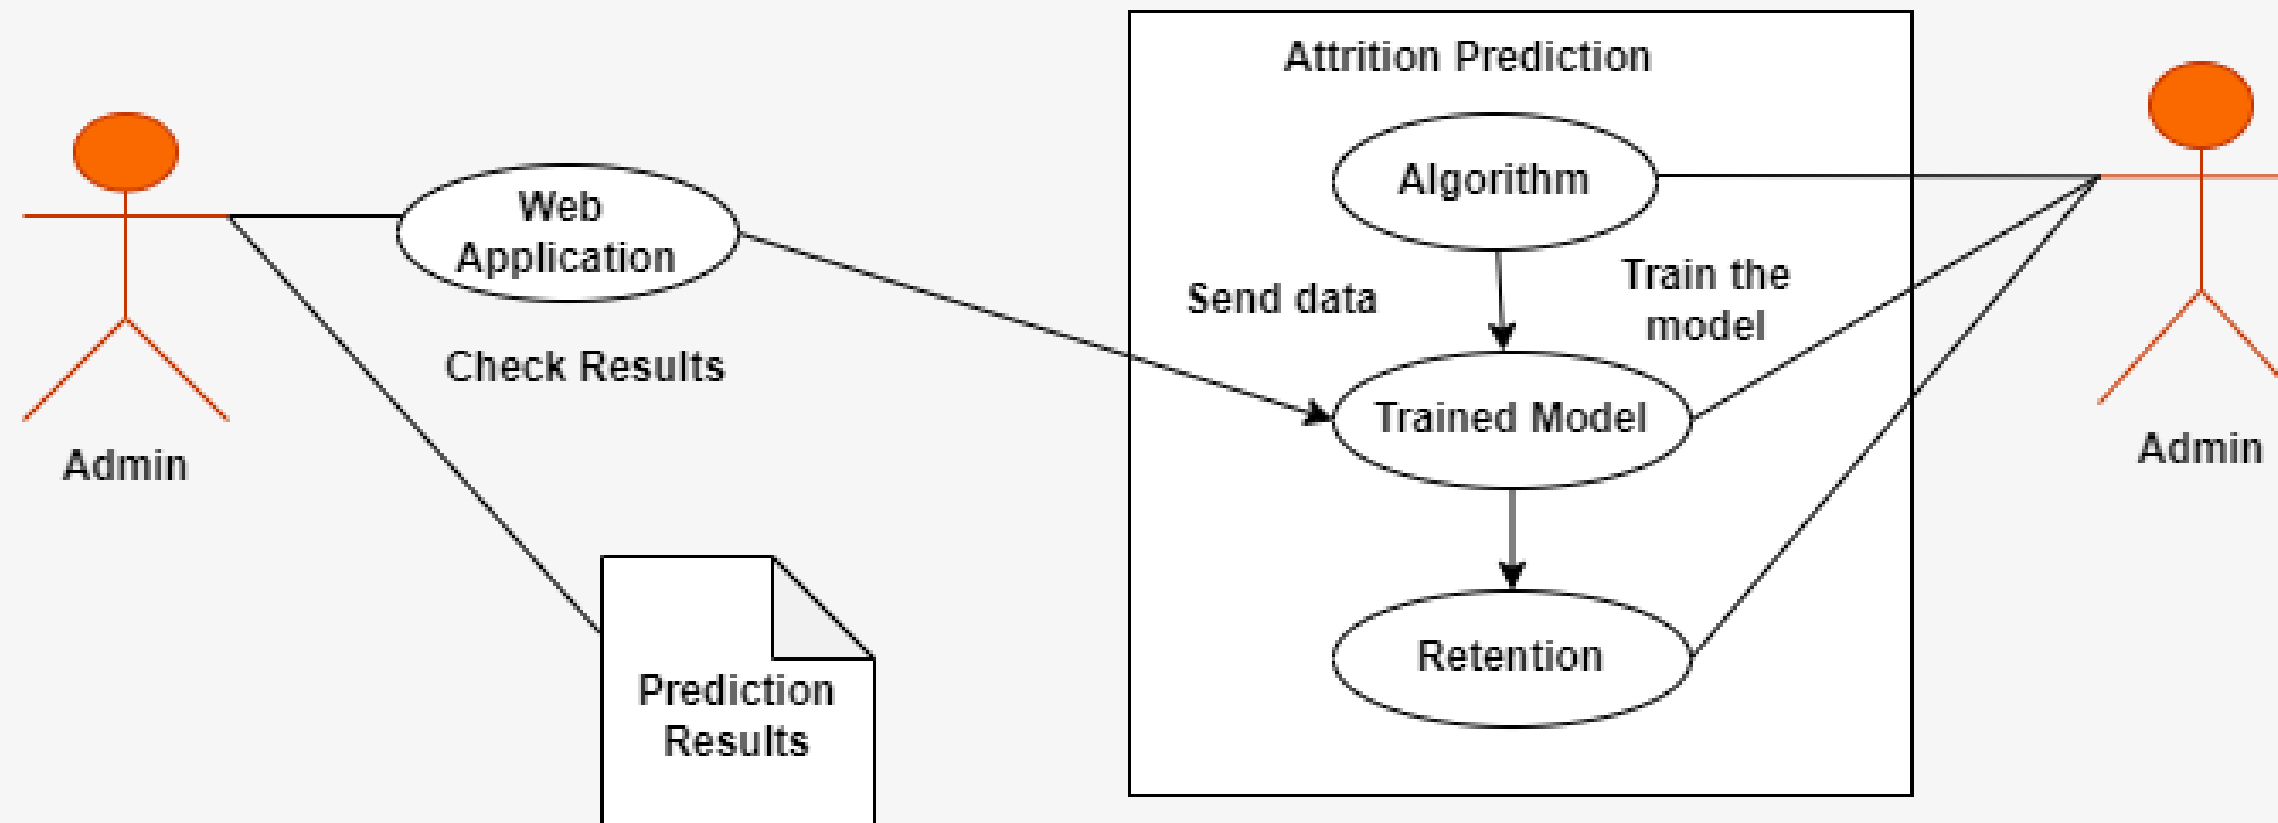 Attrition Prediction
Algorithm
Web
Application
Send data
Train the
model
Check Results
Trained Model
Admin
Admin
Retention
Prediction
Results